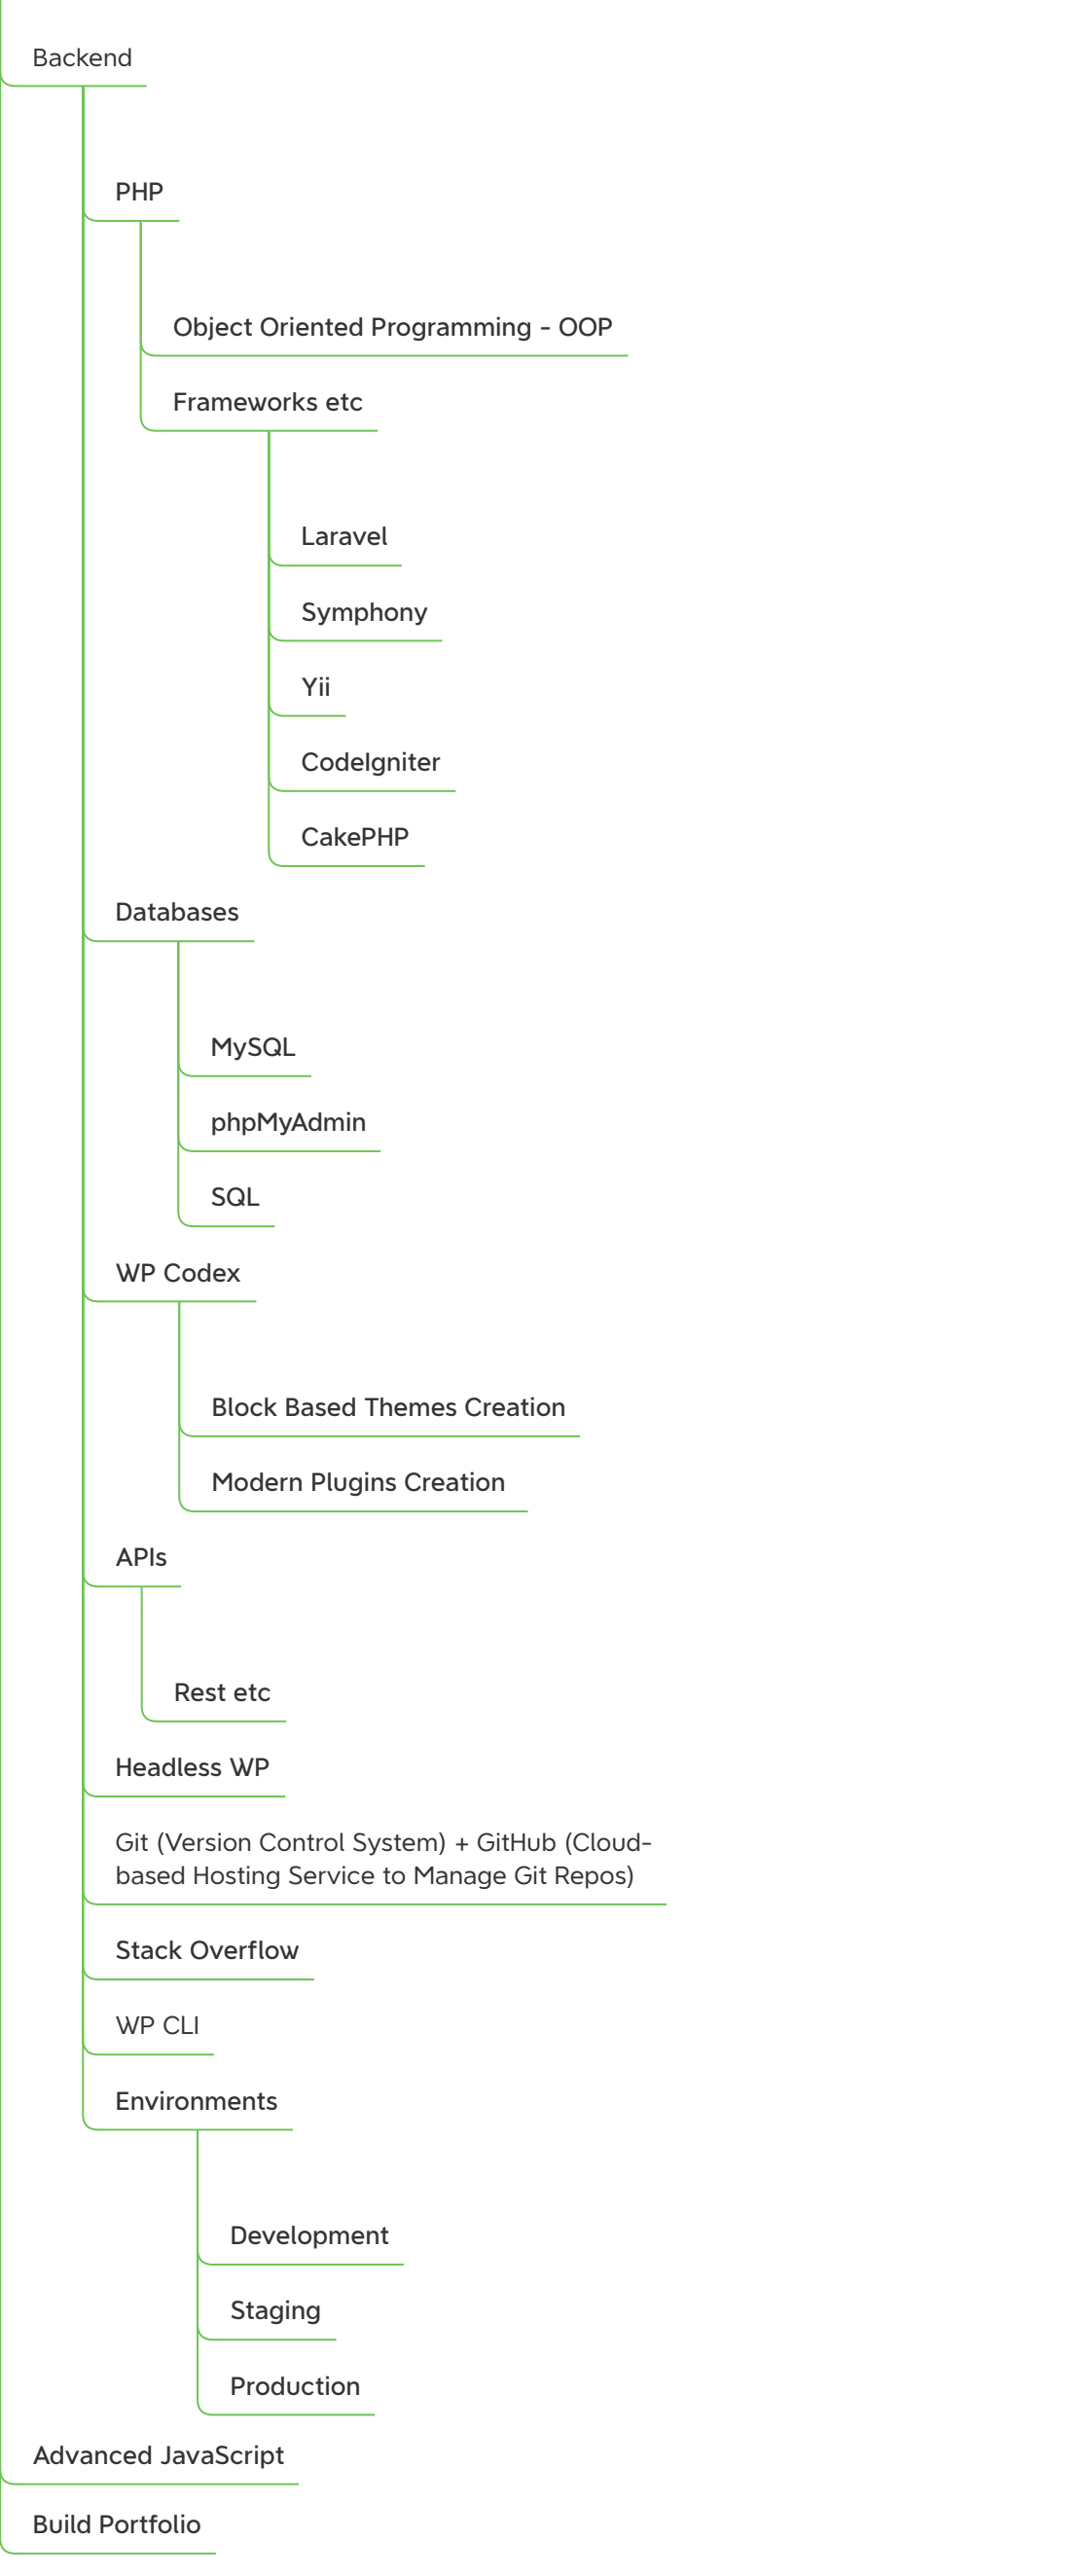 Backend
PHP
Object Oriented Programming - OOP
Frameworks etc
Laravel
Symphony
Yii
CodeIgniter
CakePHP
Databases
MySQL
phpMyAdmin
SQL
WP Codex
Block Based Themes Creation
Modern Plugins Creation
APIs
Rest etc
Headless WP
Git (Version Control System) + GitHub (Cloud-
based Hosting Service to Manage Git Repos)
Stack Overflow
WP CLI
Environments
Development
Staging
Production
Advanced JavaScript
Build Portfolio